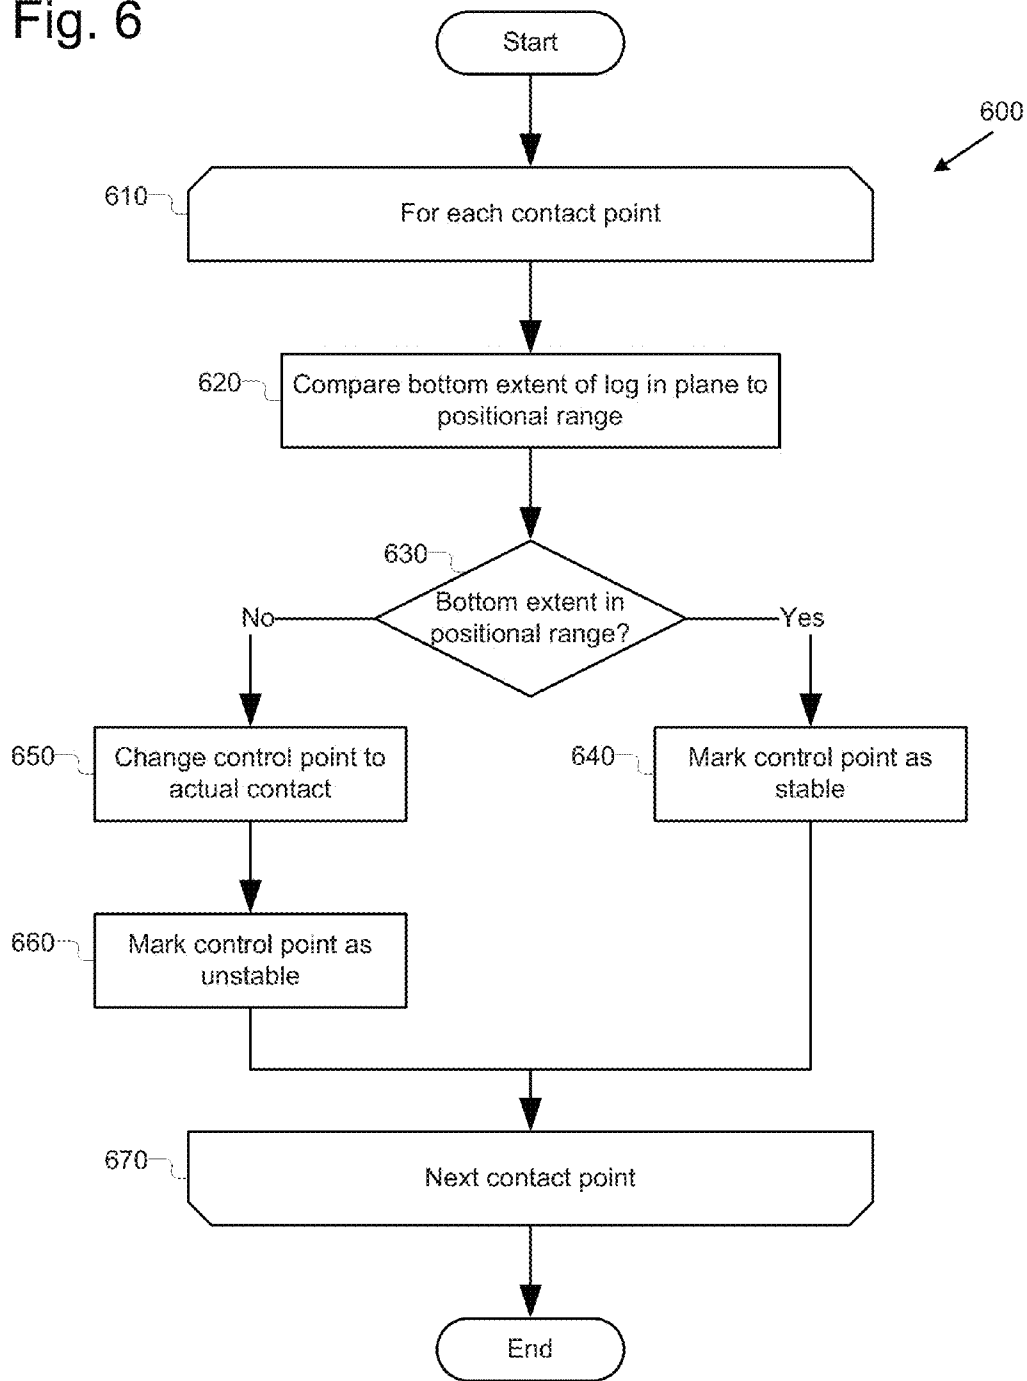 Fig. 6
Start
600
610
For each contact point
620
Compare bottom extent of log in plane to
positional range
630
Bottom extent in
positional range?
No
Yes
650
Change control point to
actual contact
640
Mark control point as
stable
660
Mark control point as
unstable
670
Next contact point
End